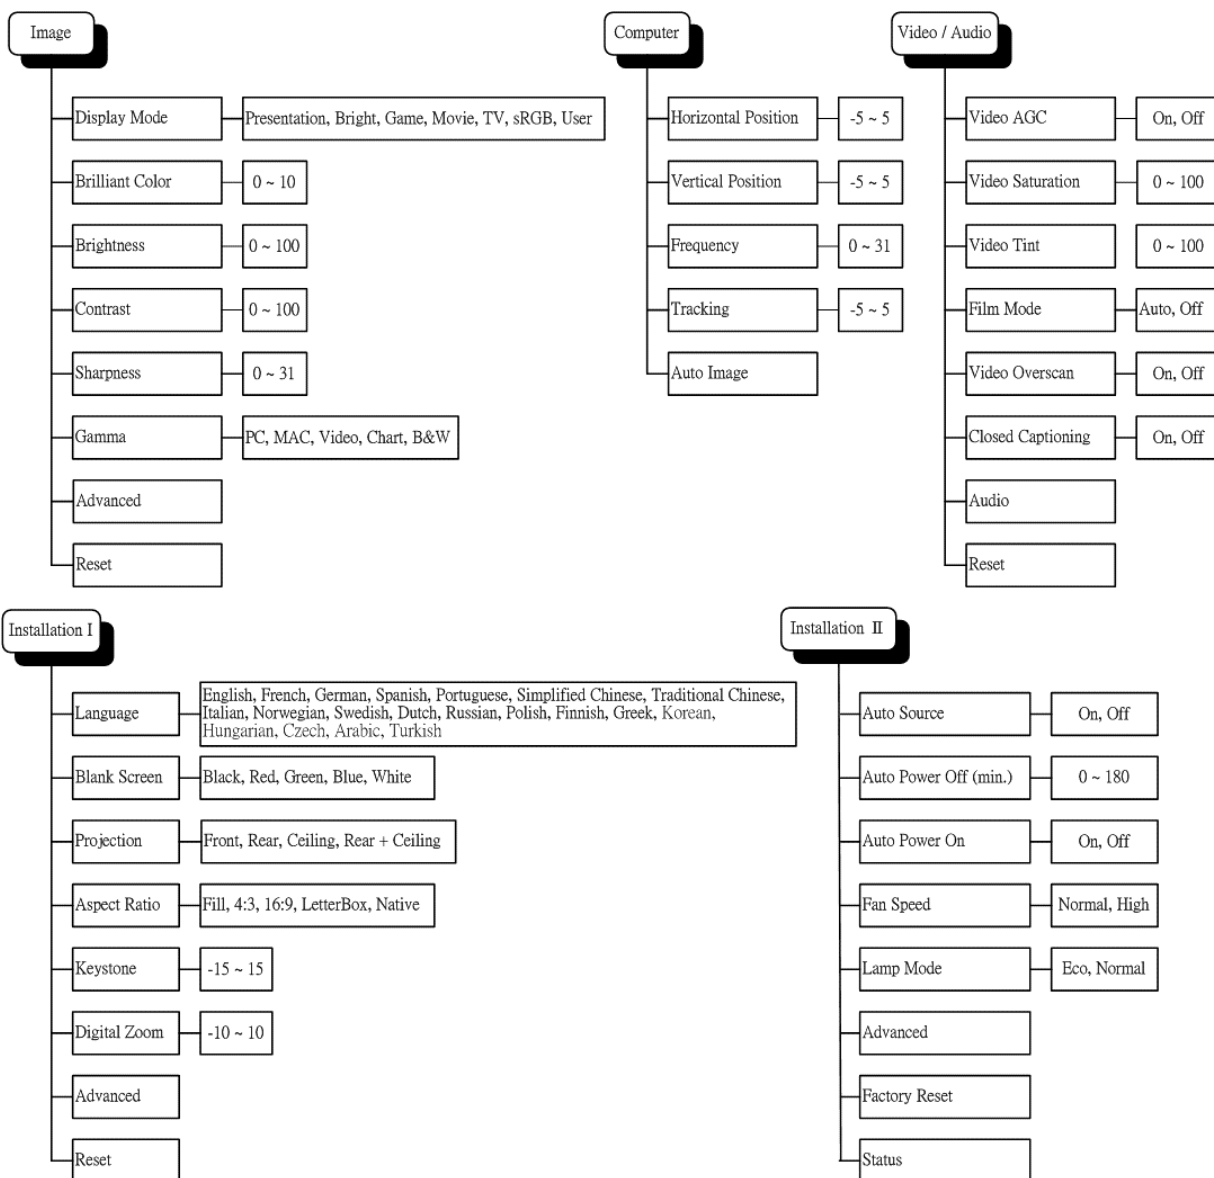 Image
Display Mode
Presentation, Bright, Game, Movie, TV, sRGB, User
Brilliant Color
0 ~ 10
Brightness
0 ~ 100
Contrast
0 ~ 100
Sharpness
0 ~ 31
Gamma
PC, MAC, Video, Chart, B&W
Advanced
Reset
Computer
Horizontal Position
-5 ~ 5
Vertical Position
-5 ~ 5
Frequency
0 ~ 31
Tracking
-5 ~ 5
Auto Image
Video / Audio
Video AGC
On, Off
Video Saturation
0 ~ 100
Video Tint
0 ~ 100
Film Mode
Auto, Off
Video Overscan
On, Off
Closed Captioning
On, Off
Audio
Reset
Installation I
Language
English, French, German, Spanish, Portuguese, Simplified Chinese, Traditional Chinese,
Italian, Norwegian, Swedish, Dutch, Russian, Polish, Finnish, Greek, Korean,
Hungarian, Czech, Arabic, Turkish
Blank Screen
Black, Red, Green, Blue, White
Projection
Front, Rear, Ceiling, Rear + Ceiling
Aspect Ratio
Fill, 4:3, 16:9, LetterBox, Native
Keystone
-15 ~ 15
Digital Zoom
-10 ~ 10
Advanced
Reset
Installation II
Auto Source
On, Off
Auto Power Off (min.)
0 ~ 180
Auto Power On
On, Off
Fan Speed
Normal, High
Lamp Mode
Eco, Normal
Advanced
Factory Reset
Status